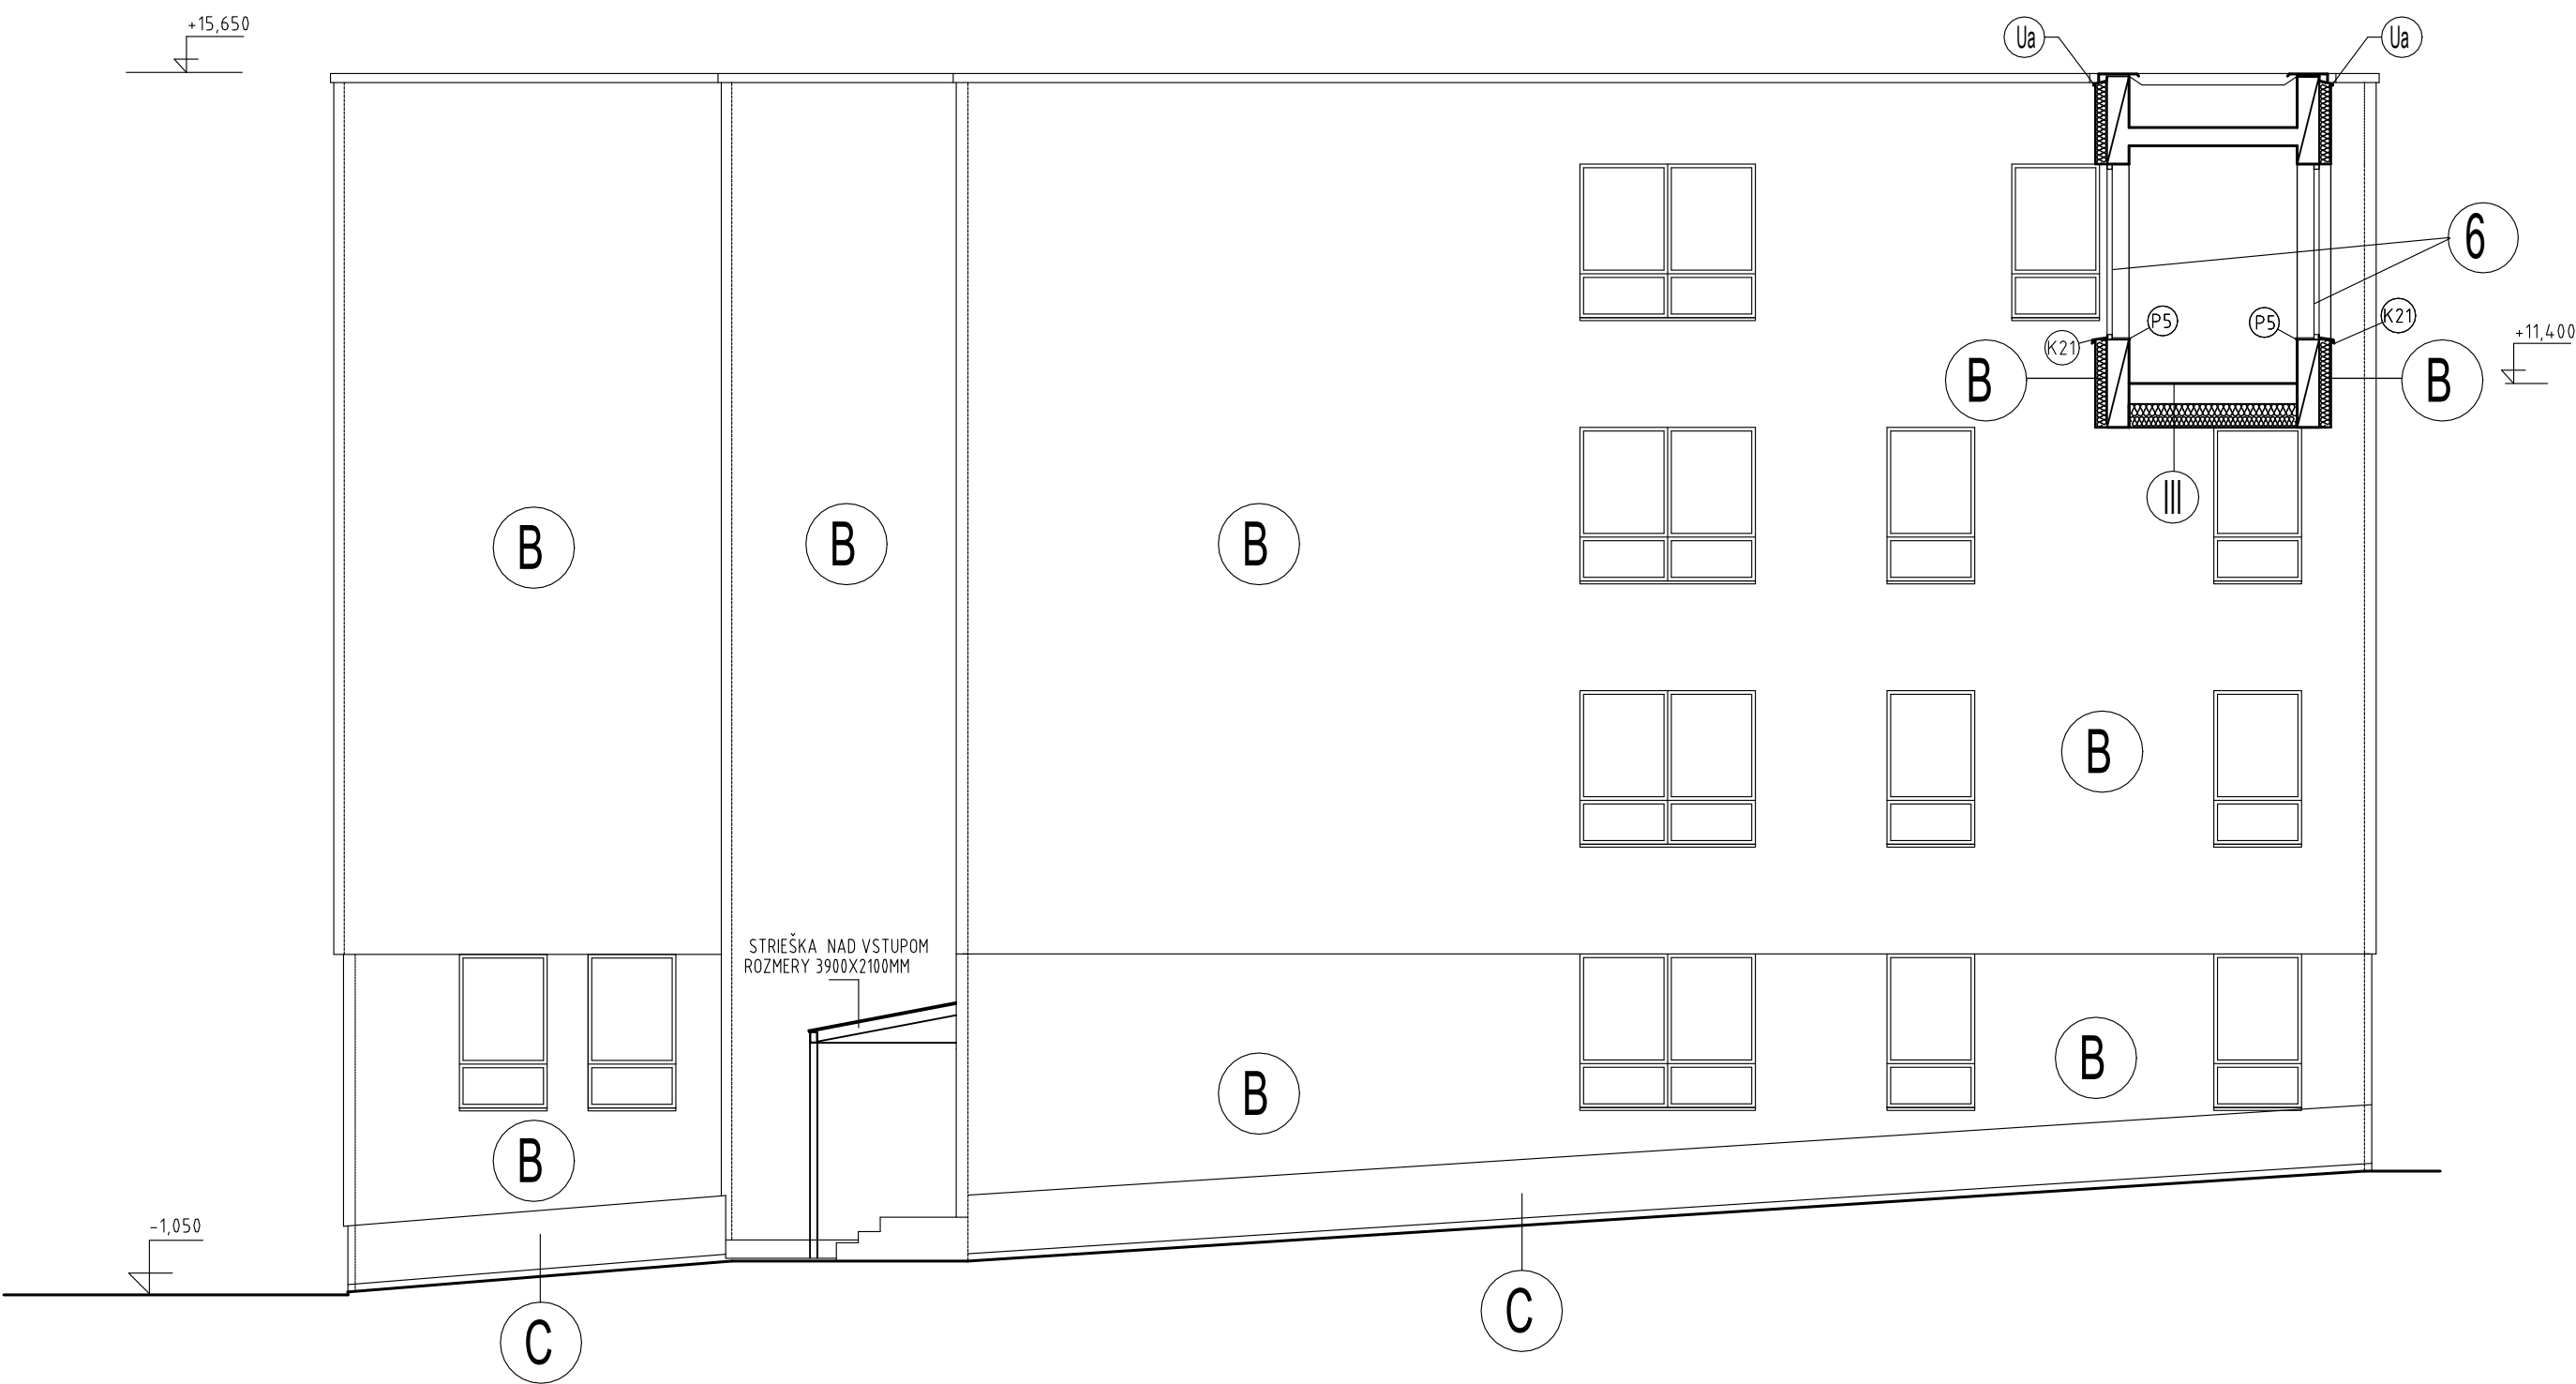 +15,650
Ua
Ua
6
P5
P5
K21
K21
+11,400
B
B
III
B
B
B
B
STRIEŠKA NAD VSTUPOM
ROZMERY 3900X2100MM
B
B
B
-1,050
C
C